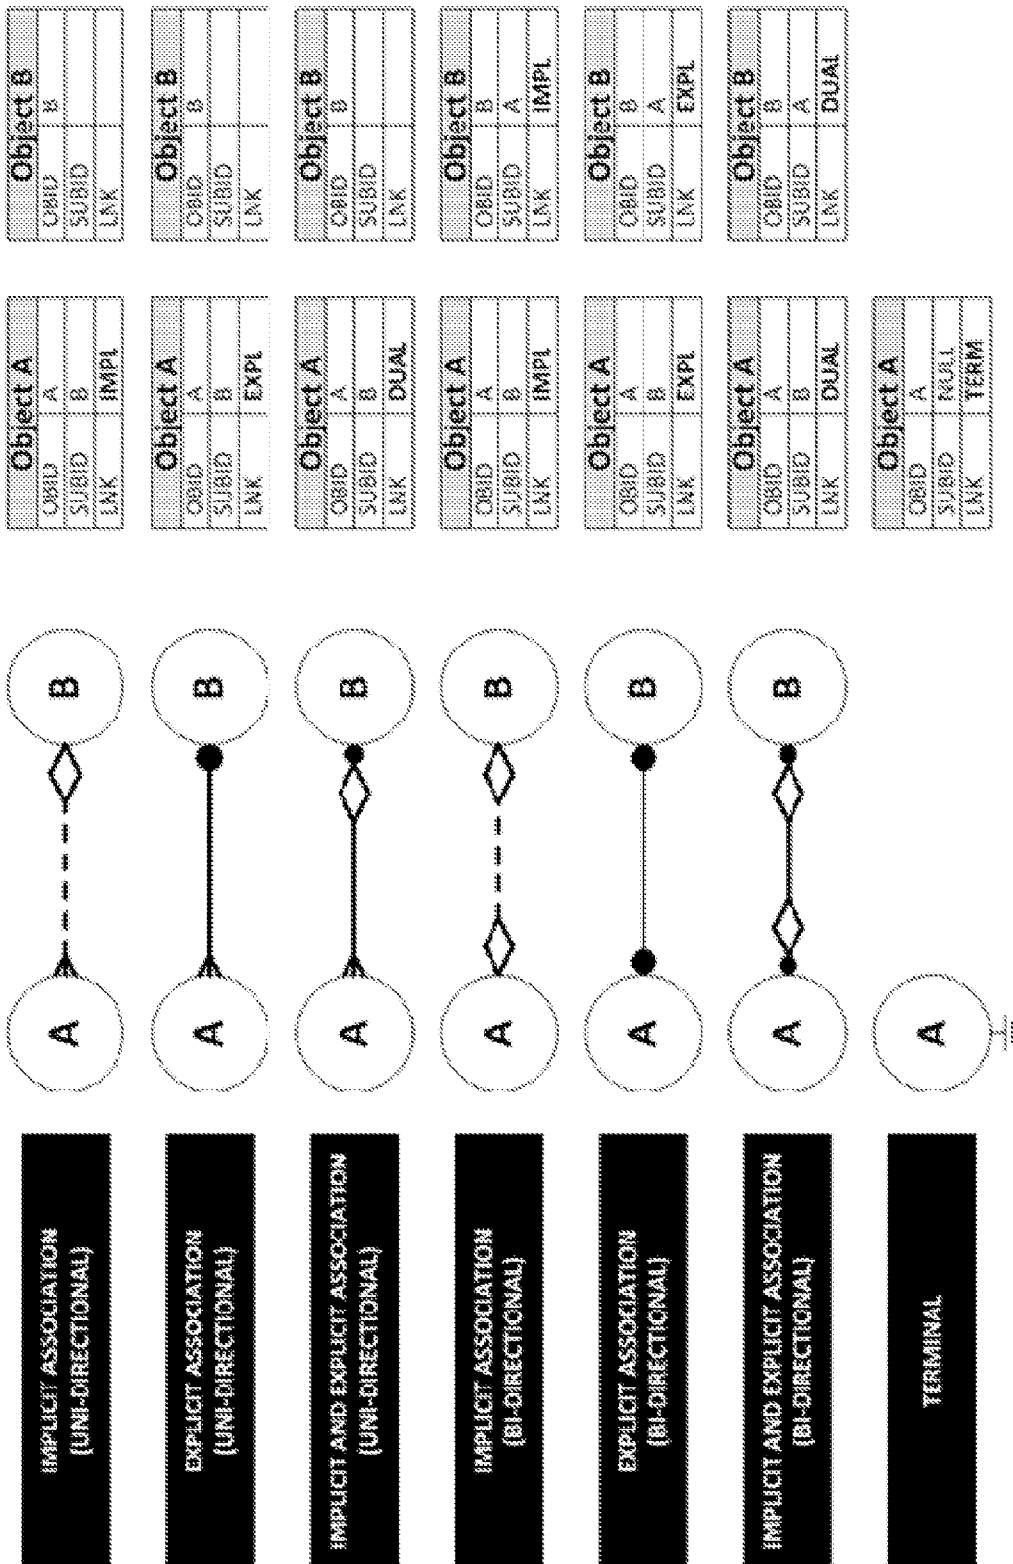 IMPLICIT ASSOCIATION
(UNI-DIRECTIONAL)
A
B
Object A
OBID A
SUBID B
LNK IMPL
Object B
OBID B
SUBID
LNK
EXPLICIT ASSOCIATION
(UNI-DIRECTIONAL)
A
B
Object A
OBID A
SUBID B
LNK EXPL
Object B
OBID B
SUBID
LNK
IMPLICIT AND EXPLICIT ASSOCIATION
(UNI-DIRECTIONAL)
A
B
Object A
OBID A
SUBID B
LNK DUAL
Object B
OBID B
SUBID
LNK
IMPLICIT ASSOCIATION
(BI-DIRECTIONAL)
A
B
Object A
OBID A
SUBID B
LNK IMPL
Object B
OBID B
SUBID A
LNK IMPL
EXPLICIT ASSOCIATION
(BI-DIRECTIONAL)
A
B
Object A
OBID A
SUBID B
LNK EXPL
Object B
OBID B
SUBID A
LNK EXPL
IMPLICIT AND EXPLICIT ASSOCIATION
(BI-DIRECTIONAL)
A
B
Object A
OBID A
SUBID B
LNK DUAL
Object B
OBID B
SUBID A
LNK DUAL
TERMINAL
A
Object A
OBID A
SUBID NULL
LNK TERM